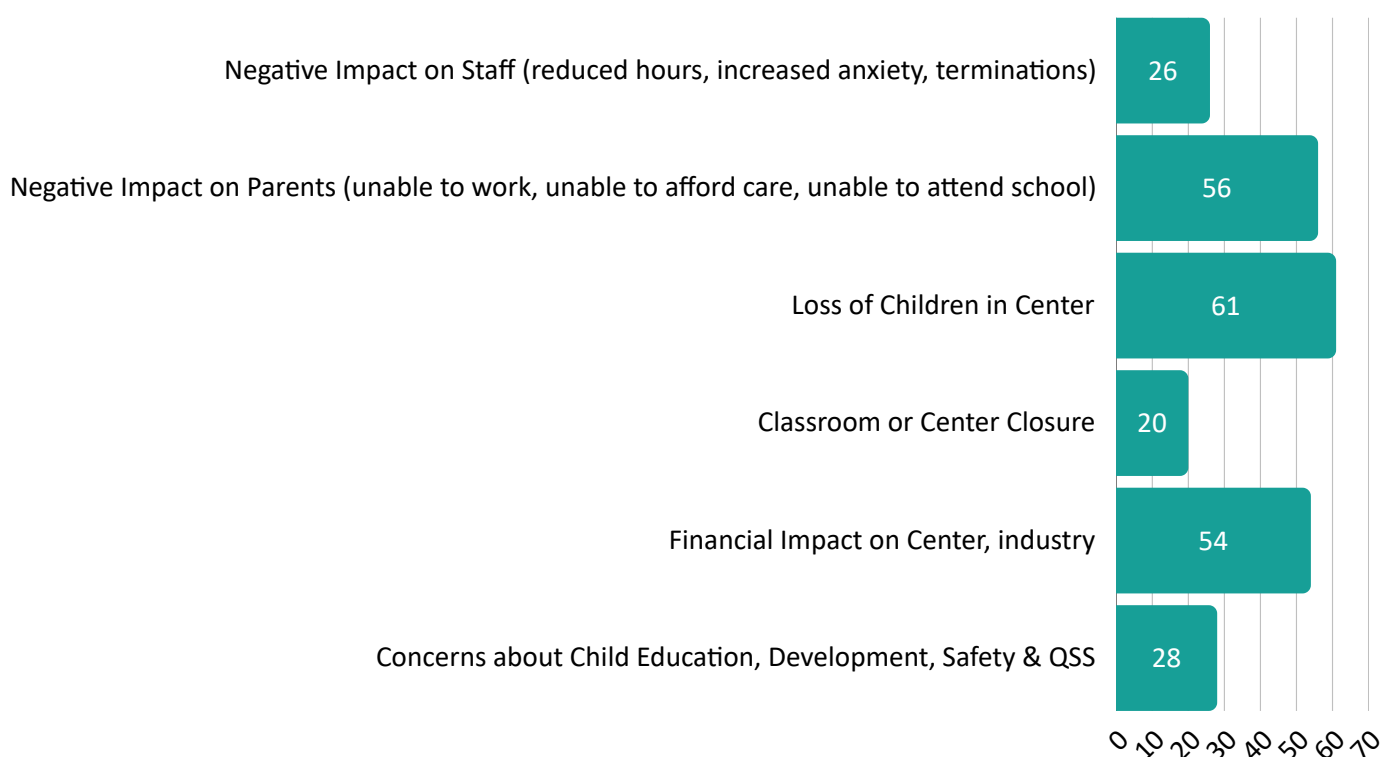 Negative Impact on Staff (reduced hours, increased anxiety, terminations) 26
Negative Impact on Parents (unable to work, unable to afford care, unable to attend school) 56
Loss of Children in Center 61
Classroom or Center Closure 20
Financial Impact on Center, industry 54
Concerns about Child Education, Development, Safety & QSS 28
0 10 20 30 40 50 60 70